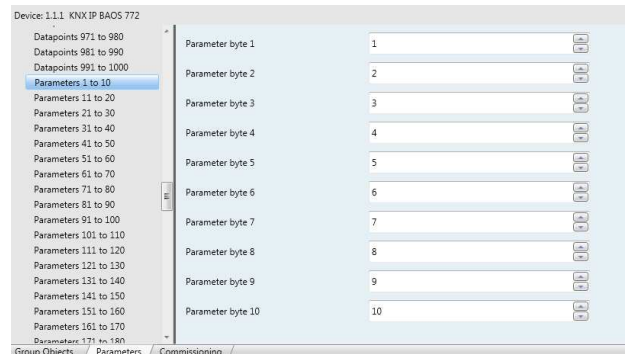 Device: 1.1.1 KNX IP BAOS 772
Datapoints 971 to 980
Datapoints 981 to 990
Datapoints 991 to 1000
Parameters 1 to 10
Parameters 11 to 20
Parameters 21 to 30
Parameters 31 to 40
Parameters 41 to 50
Parameters 51 to 60
Parameters 61 to 70
Parameters 71 to 80
Parameters 81 to 90
Parameters 91 to 100
Parameters 101 to 110
Parameters 111 to 120
Parameters 121 to 130
Parameters 131 to 140
Parameters 141 to 150
Parameters 151 to 160
Parameters 161 to 170
Parameters 171 to 180
Parameter byte 1 1
Parameter byte 2 2
Parameter byte 3 3
Parameter byte 4 4
Parameter byte 5 5
Parameter byte 6 6
Parameter byte 7 7
Parameter byte 8 8
Parameter byte 9 9
Parameter byte 10 10
Group Objects Parameters Commissioning